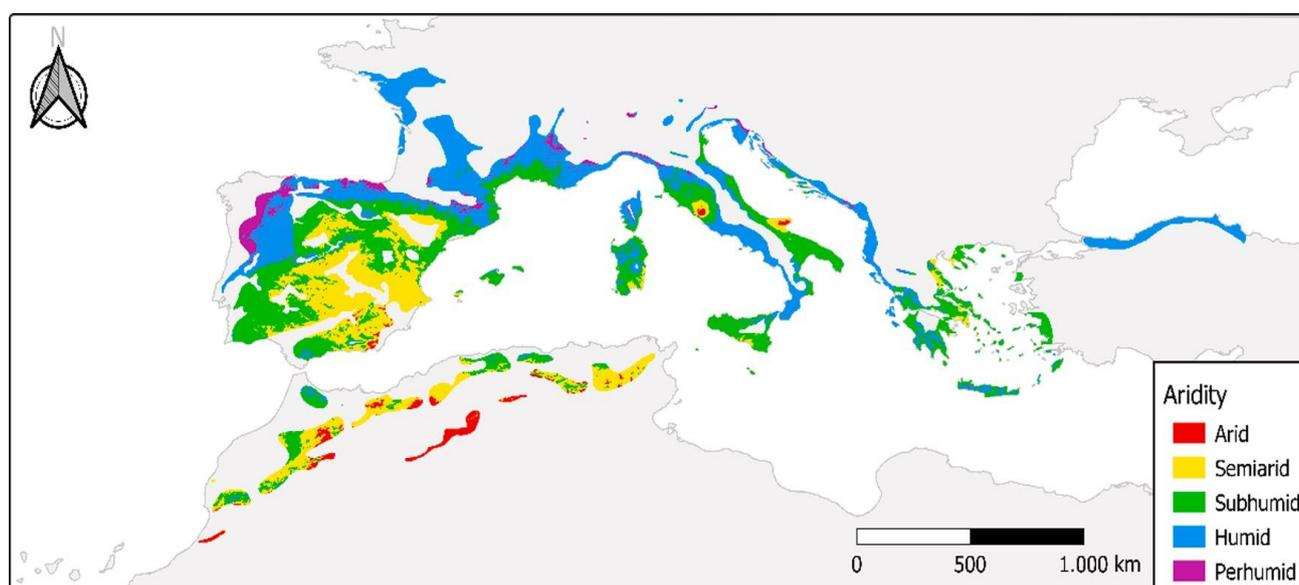 N
Aridity
Arid
Semiarid
Subhumid
Humid
Perhumid
0 500 1.000 km